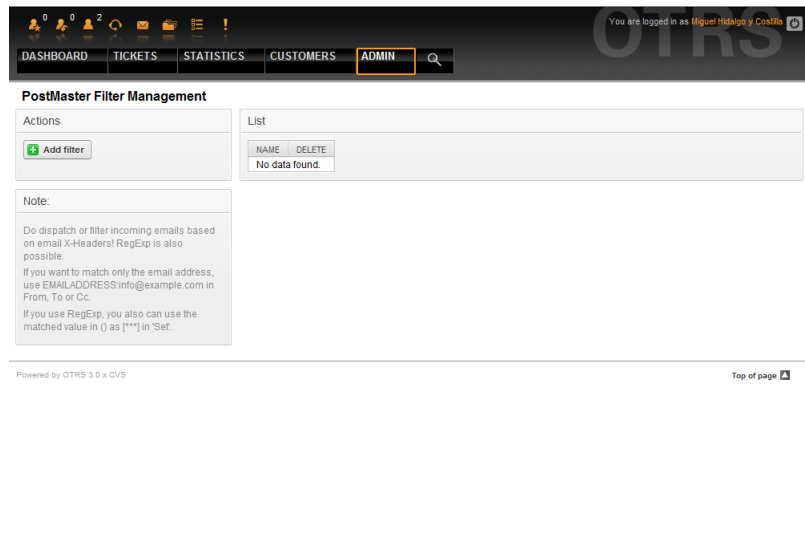 0 0 2
You are logged in as Miguel Hidalgo y Costilla
OTRS
DASHBOARD TICKETS STATISTICS CUSTOMERS ADMIN
PostMaster Filter Management
Actions
Add filter
List
NAME DELETE
No data found.
Note:
Do dispatch or filter incoming emails based
on email X-Headers! RegExp is also
possible.
If you want to match only the email address,
use EMAILADDRESS:info@example.com in
From, To or Cc.
If you use RegExp, you also can use the
matched value in () as [***] in 'Set'.
Powered by OTRS 3.0.x CVS
Top of page